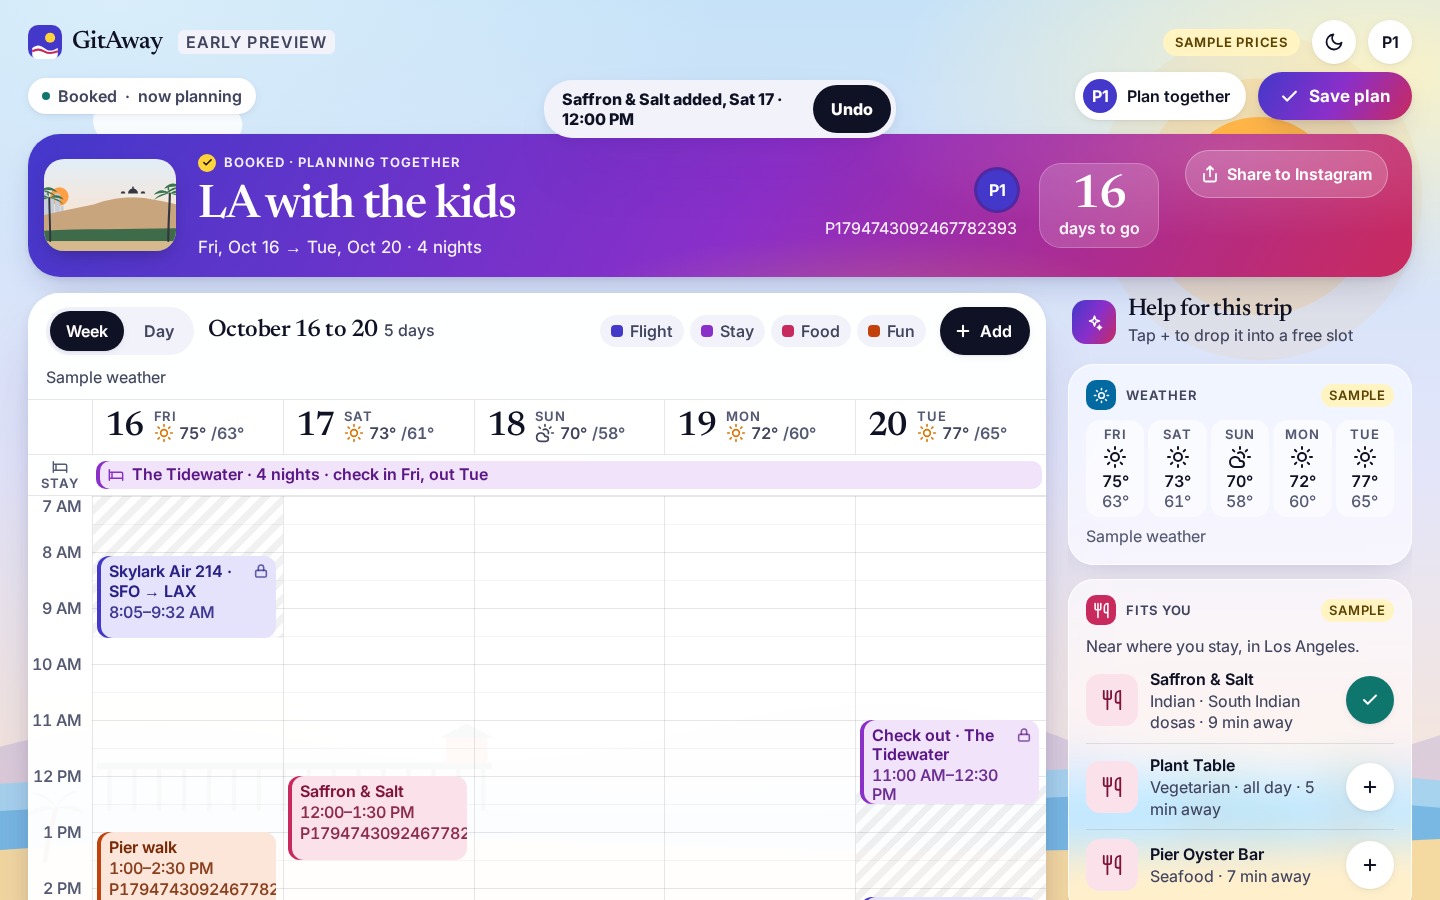 GitAway
EARLY PREVIEW
SAMPLE PRICES
P1
Booked · now planning
Saffron & Salt added, Sat 17 ·
12:00 PM
Undo
P1
Plan together
Save plan
BOOKED · PLANNING TOGETHER
LA with the kids
Fri, Oct 16 → Tue, Oct 20 · 4 nights
P1
P1794743092467782393
16
days to go
Share to Instagram
Week
Day
October 16 to 20
5 days
Flight
Stay
Food
Fun
+ Add
Sample weather
16
FRI
75° /63°
17
SAT
73° /61°
18
SUN
70° /58°
19
MON
72° /60°
20
TUE
77° /65°
STAY
The Tidewater · 4 nights · check in Fri, out Tue
7 AM
8 AM
9 AM
10 AM
11 AM
12 PM
1 PM
2 PM
Skylark Air 214 ·
SFO → LAX
8:05–9:32 AM
Pier walk
1:00–2:30 PM
P1794743092467782
Saffron & Salt
12:00–1:30 PM
P1794743092467782
Check out · The
Tidewater
11:00 AM–12:30
PM
Help for this trip
Tap + to drop it into a free slot
WEATHER
SAMPLE
FRI
75°
63°
SAT
73°
61°
SUN
70°
58°
MON
72°
60°
TUE
77°
65°
Sample weather
FITS YOU
SAMPLE
Near where you stay, in Los Angeles.
Saffron & Salt
Indian · South Indian
dosas · 9 min away
Plant Table
Vegetarian · all day · 5
min away
+
Pier Oyster Bar
Seafood · 7 min away
+